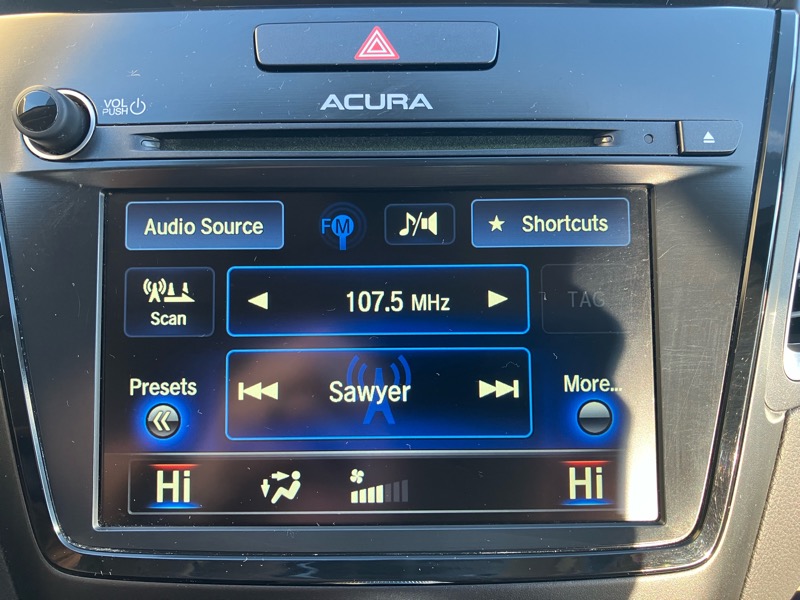 VOL
PUSH
ACURA
Audio Source
FM
Shortcuts
Scan
107.5 MHz
TAG
Presets
Sawyer
More...
Hi
Hi